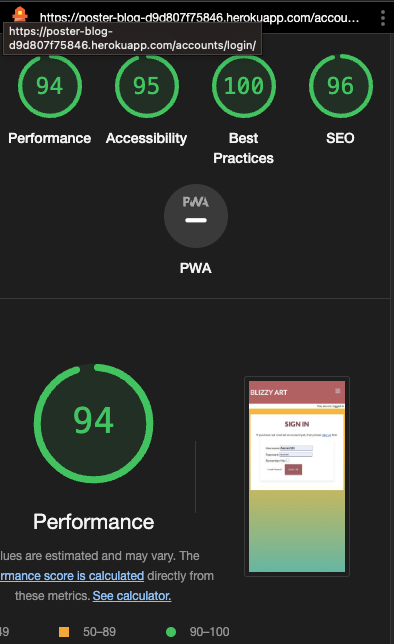 https://poster-blog-d9d807f75846.herokuapp.com/accou...
https://poster-blog-
d9d807f75846.herokuapp.com/accounts/login/
94
95
100
96
Performance
Accessibility
Best
Practices
SEO
PWA
PWA
94
BLIZZY ART
SIGN IN
Performance
lues are estimated and may vary. The
rmance score is calculated directly from
these metrics. See calculator.
49
50–89
90–100